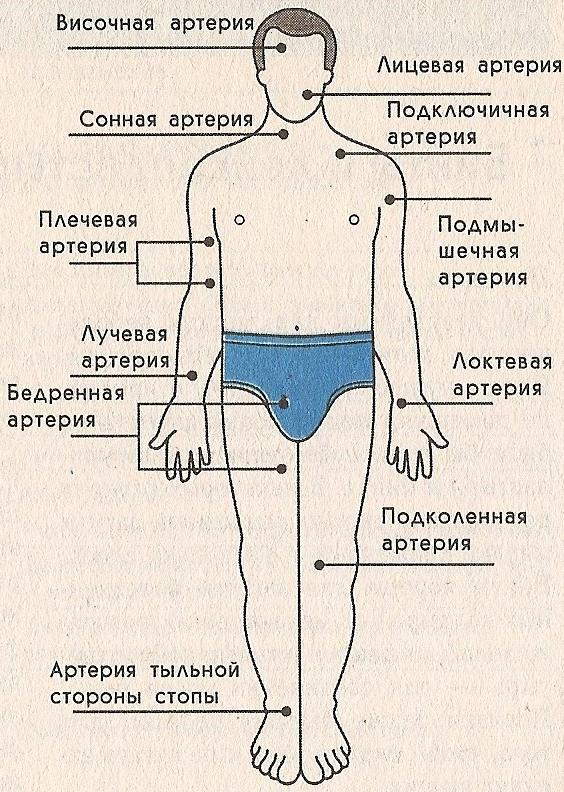 Височная артерия
Лицевая артерия
Сонная артерия
Подключичная
артерия
Плечевая
артерия
Подмы-
шечная
артерия
Лучевая
артерия
Локтевая
артерия
Бедренная
артерия
Подколенная
артерия
Артерия тыльной
стороны стопы